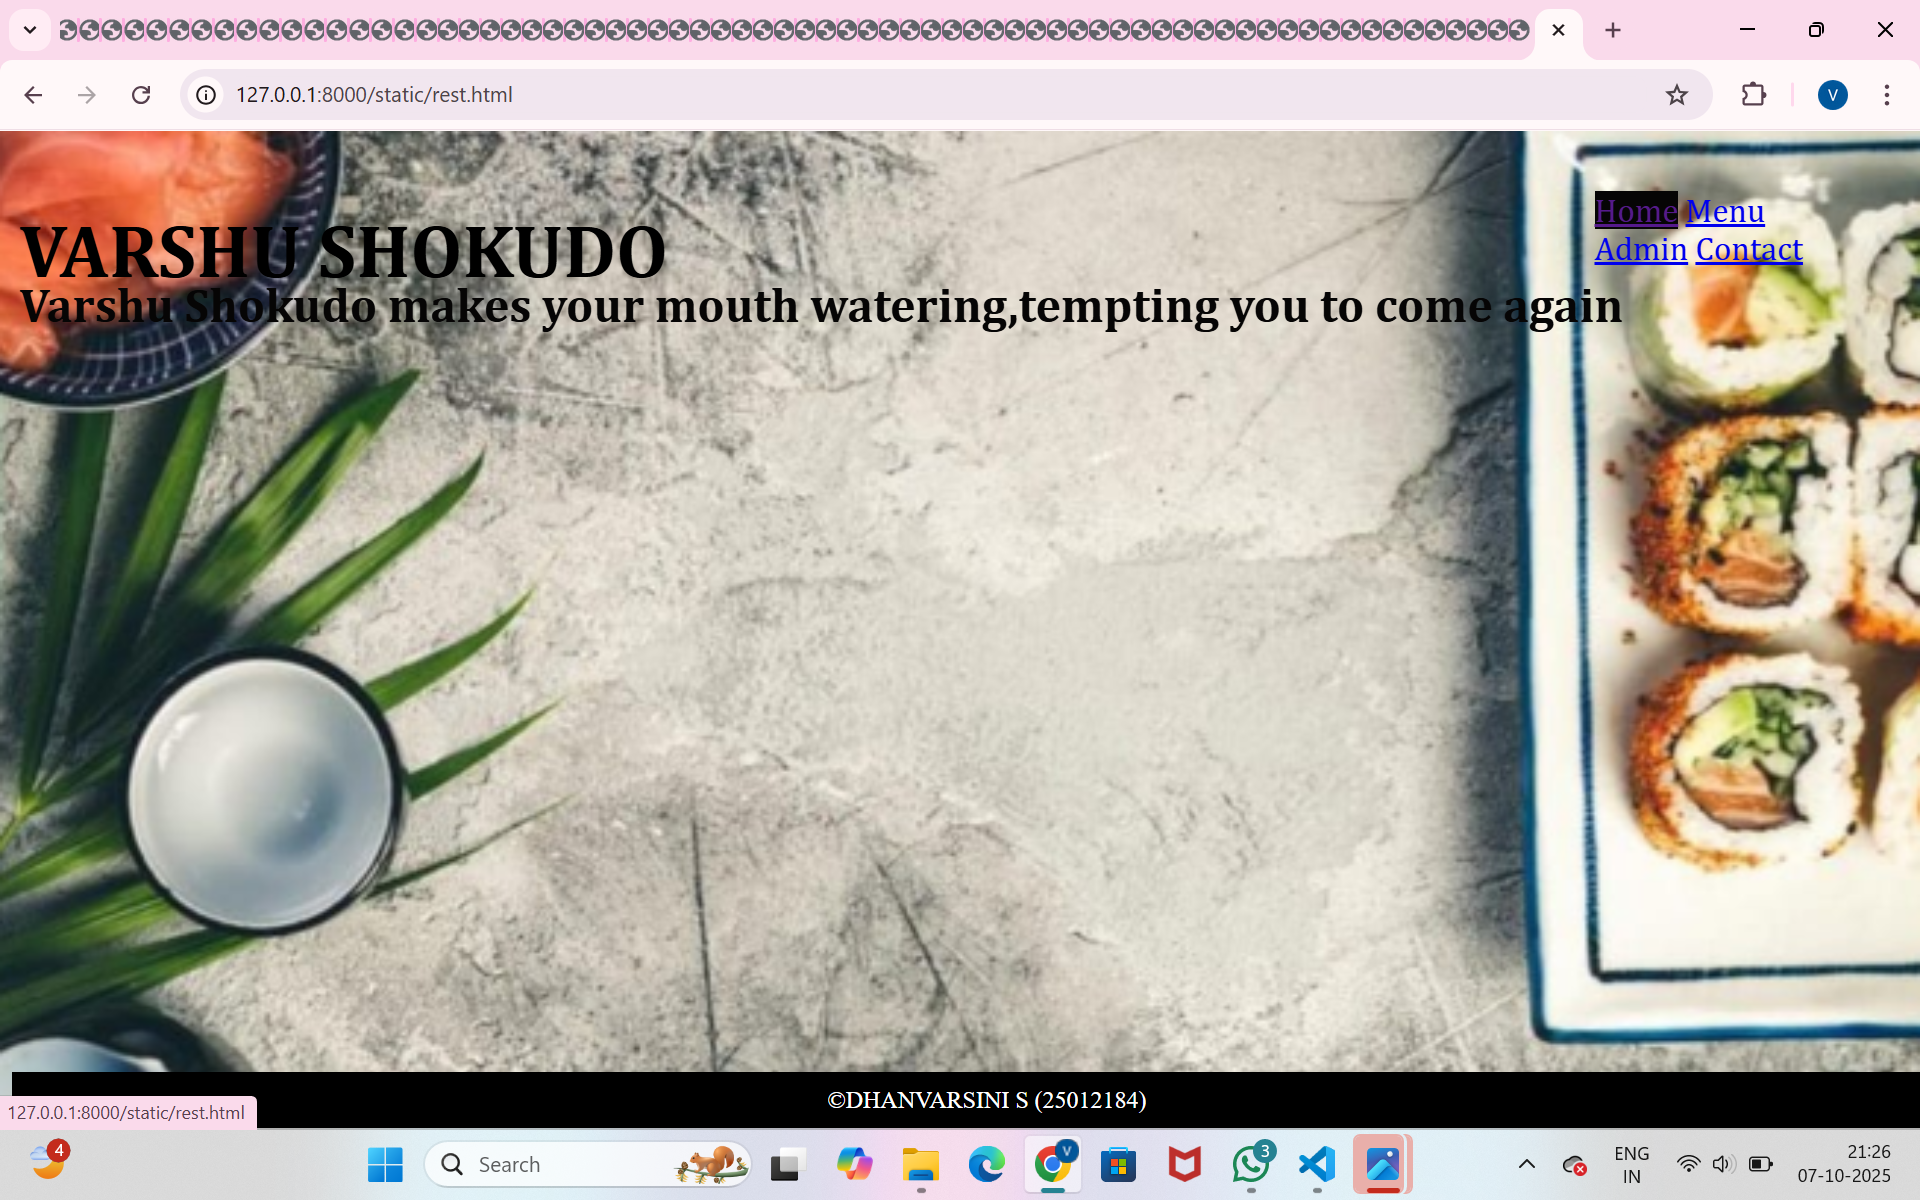 127.0.0.1:8000/static/rest.html
V
Home Menu
Admin Contact
VARSHU SHOKUDO
Varshu Shokudo makes your mouth watering,tempting you to come again
©DHANVARSINI S (25012184)
127.0.0.1:8000/static/rest.html
4
Search
V
3
ENG
IN
21:26
07-10-2025